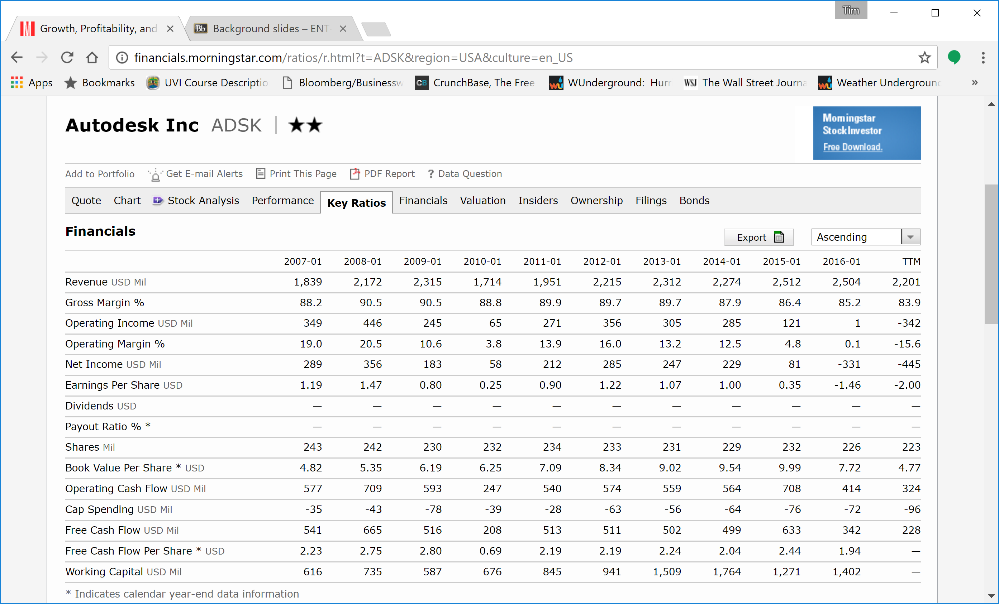 Tim
Growth, Profitability, and
Bb Background slides – ENT-
financials.morningstar.com/ratios/r.html?t=ADSK&region=USA&culture=en_US
Apps Bookmarks UVI Course Descriptio Bloomberg/Businessw CB CrunchBase, The Free WU WUnderground: Hurr WSJ The Wall Street Journa WU Weather Underground »
Autodesk Inc ADSK | ★★
Morningstar
StockInvestor
Free Download.
Add to Portfolio Get E-mail Alerts Print This Page PDF Report ? Data Question
Quote Chart Stock Analysis Performance Key Ratios Financials Valuation Insiders Ownership Filings Bonds
Financials
Export Ascending
2007-01 2008-01 2009-01 2010-01 2011-01 2012-01 2013-01 2014-01 2015-01 2016-01 TTM
Revenue USD Mil 1,839 2,172 2,315 1,714 1,951 2,215 2,312 2,274 2,512 2,504 2,201
Gross Margin % 88.2 90.5 90.5 88.8 89.9 89.7 89.7 87.9 86.4 85.2 83.9
Operating Income USD Mil 349 446 245 65 271 356 305 285 121 1 -342
Operating Margin % 19.0 20.5 10.6 3.8 13.9 16.0 13.2 12.5 4.8 0.1 -15.6
Net Income USD Mil 289 356 183 58 212 285 247 229 81 -331 -445
Earnings Per Share USD 1.19 1.47 0.80 0.25 0.90 1.22 1.07 1.00 0.35 -1.46 -2.00
Dividends USD — — — — — — — — — — —
Payout Ratio % * — — — — — — — — — — —
Shares Mil 243 242 230 232 234 233 231 229 232 226 223
Book Value Per Share * USD 4.82 5.35 6.19 6.25 7.09 8.34 9.02 9.54 9.99 7.72 4.77
Operating Cash Flow USD Mil 577 709 593 247 540 574 559 564 708 414 324
Cap Spending USD Mil -35 -43 -78 -39 -28 -63 -56 -64 -76 -72 -96
Free Cash Flow USD Mil 541 665 516 208 513 511 502 499 633 342 228
Free Cash Flow Per Share * USD 2.23 2.75 2.80 0.69 2.19 2.19 2.24 2.04 2.44 1.94 —
Working Capital USD Mil 616 735 587 676 845 941 1,509 1,764 1,271 1,402 —
* Indicates calendar year-end data information